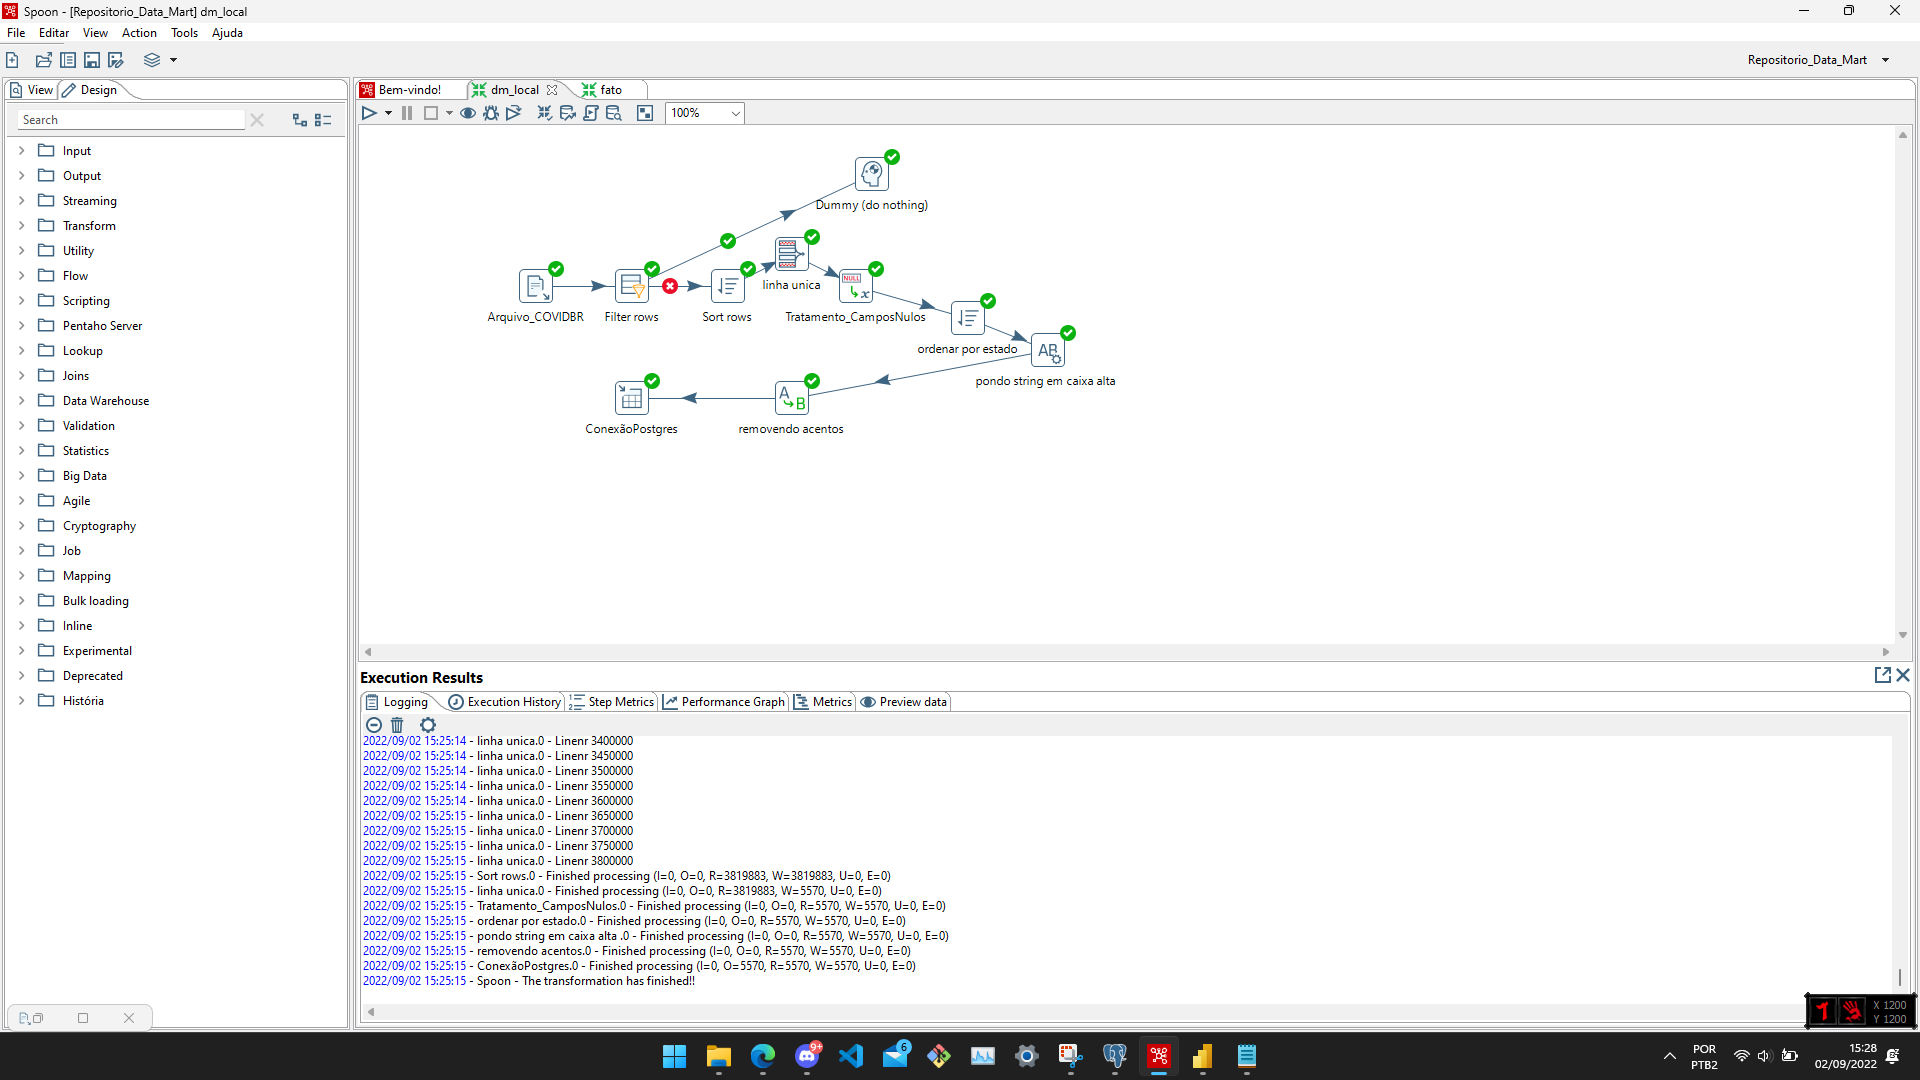 Spoon - [Repositorio_Data_Mart] dm_local
File Editar View Action Tools Ajuda
Repositorio_Data_Mart
View Design
Search
Input
Output
Streaming
Transform
Utility
Flow
Scripting
Pentaho Server
Lookup
Joins
Data Warehouse
Validation
Statistics
Big Data
Agile
Cryptography
Job
Mapping
Bulk loading
Inline
Experimental
Deprecated
História
Bem-vindo! dm_local fato
100%
Dummy (do nothing)
linha unica
NULL
x
Arquivo_COVIDBR Filter rows Sort rows Tratamento_CamposNulos
ordenar por estado
AB
pondo string em caixa alta
A
B
ConexãoPostgres removendo acentos
Execution Results
Logging Execution History Step Metrics Performance Graph Metrics Preview data
2022/09/02 15:25:14 - linha unica.0 - Linenr 3400000
2022/09/02 15:25:14 - linha unica.0 - Linenr 3450000
2022/09/02 15:25:14 - linha unica.0 - Linenr 3500000
2022/09/02 15:25:14 - linha unica.0 - Linenr 3550000
2022/09/02 15:25:14 - linha unica.0 - Linenr 3600000
2022/09/02 15:25:15 - linha unica.0 - Linenr 3650000
2022/09/02 15:25:15 - linha unica.0 - Linenr 3700000
2022/09/02 15:25:15 - linha unica.0 - Linenr 3750000
2022/09/02 15:25:15 - linha unica.0 - Linenr 3800000
2022/09/02 15:25:15 - Sort rows.0 - Finished processing (I=0, O=0, R=3819883, W=3819883, U=0, E=0)
2022/09/02 15:25:15 - linha unica.0 - Finished processing (I=0, O=0, R=3819883, W=5570, U=0, E=0)
2022/09/02 15:25:15 - Tratamento_CamposNulos.0 - Finished processing (I=0, O=0, R=5570, W=5570, U=0, E=0)
2022/09/02 15:25:15 - ordenar por estado.0 - Finished processing (I=0, O=0, R=5570, W=5570, U=0, E=0)
2022/09/02 15:25:15 - pondo string em caixa alta .0 - Finished processing (I=0, O=0, R=5570, W=5570, U=0, E=0)
2022/09/02 15:25:15 - removendo acentos.0 - Finished processing (I=0, O=0, R=5570, W=5570, U=0, E=0)
2022/09/02 15:25:15 - ConexãoPostgres.0 - Finished processing (I=0, O=5570, R=5570, W=5570, U=0, E=0)
2022/09/02 15:25:15 - Spoon - The transformation has finished!!
X 1200
Y 1200
9+
6
POR
PTB2
15:28
02/09/2022